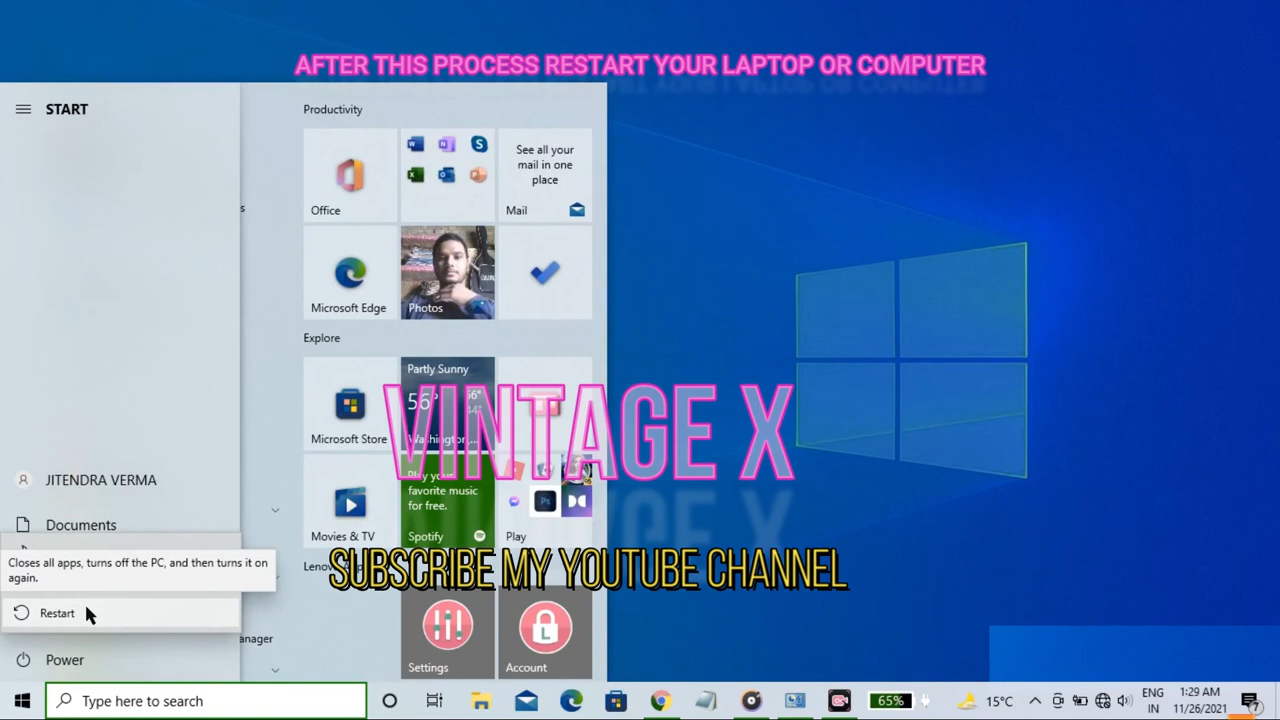 AFTER THIS PROCESS RESTART YOUR LAPTOP OR COMPUTER
START
JITENDRA VERMA
Documents
Closes all apps, turns off the PC, and then turns it on
again.
Restart
anager
Power
Productivity
Office
See all your
mail in one
place
Mail
Microsoft Edge
Photos
Explore
Microsoft Store
Partly Sunny
56°
Washington,
Movies & TV
Play your
favorite music
for free.
Spotify
Play
Settings
Account
VINTAGE X
SUBSCRIBE MY YOUTUBE CHANNEL
Type here to search
65%
15°C
ENG
IN
1:29 AM
11/26/2021
7